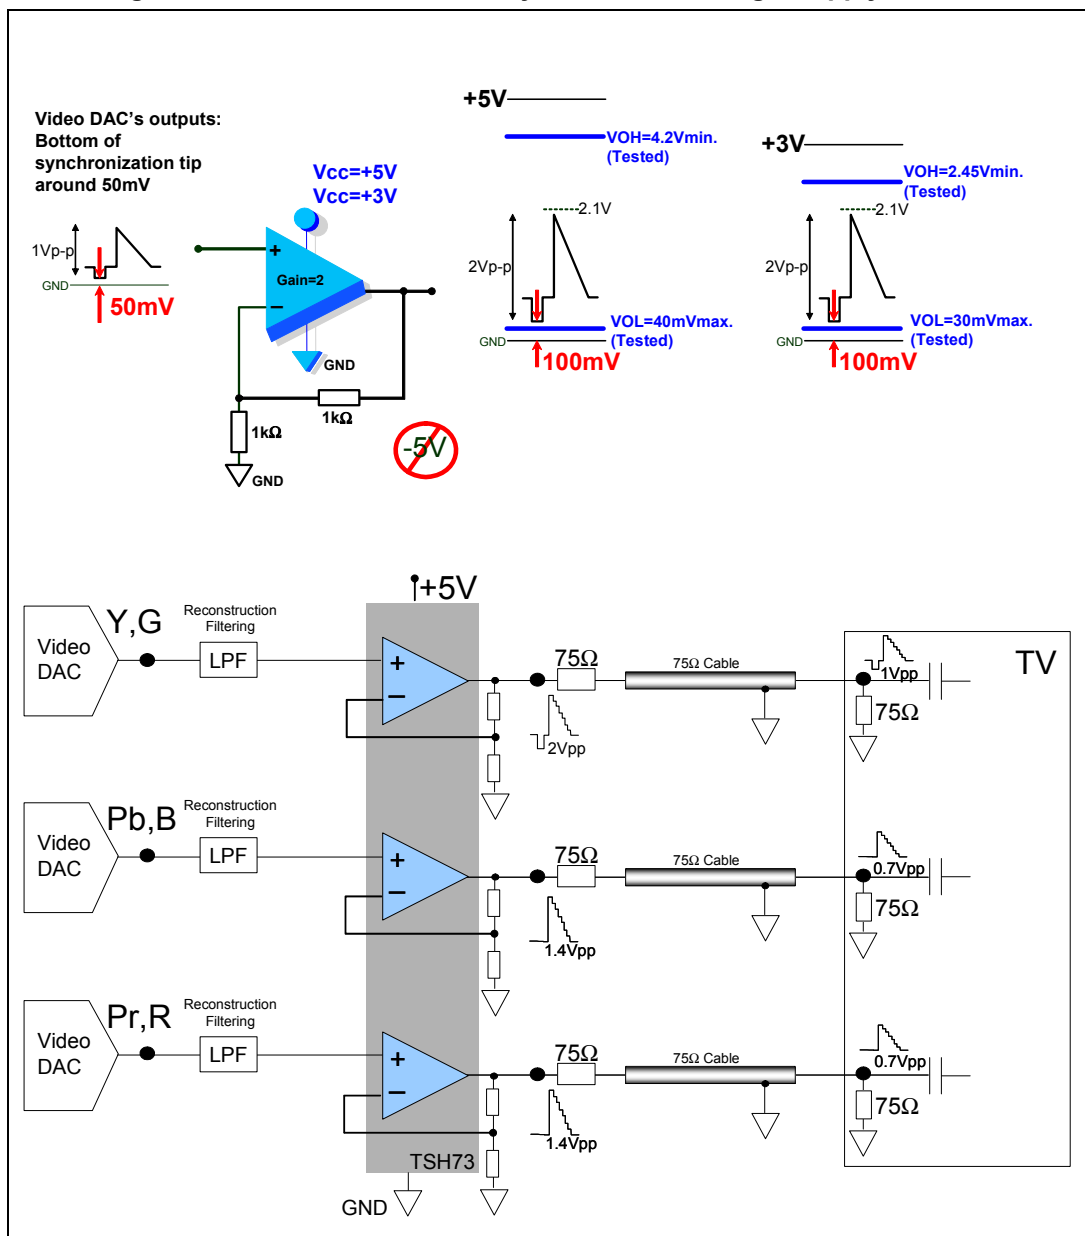 Video DAC's outputs:
Bottom of
synchronization tip
around 50mV
1Vp-p
GND
50mV
Vcc=+5V
Vcc=+3V
+
Gain=2
−
GND
1kΩ
1kΩ
GND
-5V
+5V
VOH=4.2Vmin.
(Tested)
2.1V
2Vp-p
VOL=40mVmax.
(Tested)
GND
100mV
+3V
VOH=2.45Vmin.
(Tested)
2.1V
2Vp-p
VOL=30mVmax.
(Tested)
GND
100mV
+5V
Video
DAC
Y,G
Reconstruction
Filtering
LPF
+
−
75Ω
2Vpp
75Ω Cable
1Vpp
75Ω
TV
Video
DAC
Pb,B
Reconstruction
Filtering
LPF
+
−
75Ω
1.4Vpp
75Ω Cable
0.7Vpp
75Ω
Video
DAC
Pr,R
Reconstruction
Filtering
LPF
+
−
75Ω
1.4Vpp
75Ω Cable
0.7Vpp
75Ω
TSH73
GND